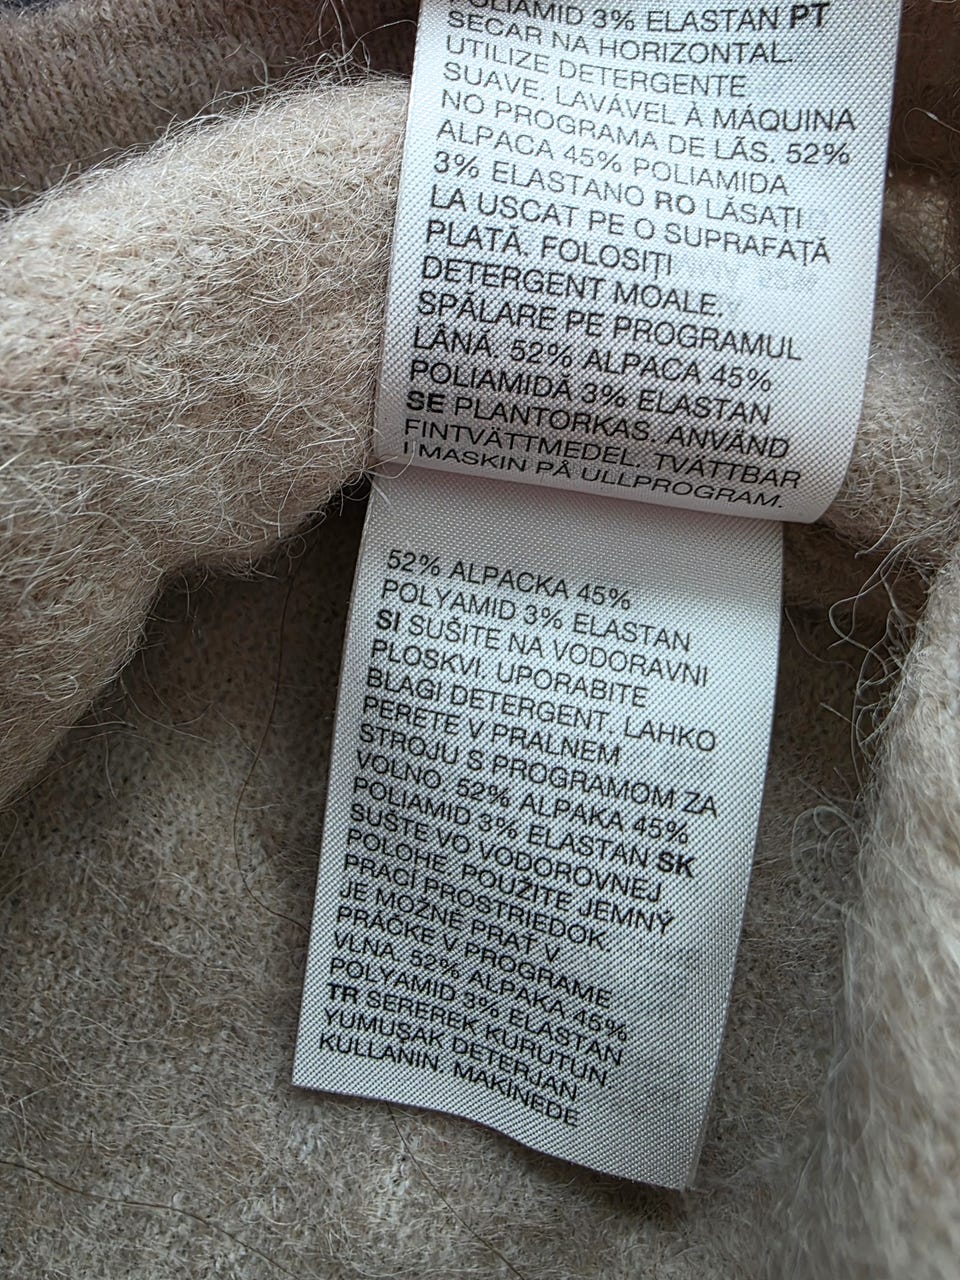 POLIAMID 3% ELASTAN PT
SECAR NA HORIZONTAL.
UTILIZE DETERGENTE
SUAVE. LAVÁVEL À MÁQUINA
NO PROGRAMA DE LÃS. 52%
ALPACA 45% POLIAMIDA
3% ELASTANO RO LĂSAȚI
LA USCAT PE O SUPRAFAȚĂ
PLATĂ. FOLOSIȚI
DETERGENT MOALE.
SPĂLARE PE PROGRAMUL
LÂNĂ. 52% ALPACA 45%
POLIAMIDĂ 3% ELASTAN
SE PLANTORKAS. ANVÄND
FINTVÄTTMEDEL. TVÄTTBAR
I MASKIN PÅ ULLPROGRAM.
52% ALPACKA 45%
POLYAMID 3% ELASTAN
SI SUŠITE NA VODORAVNI
PLOSKVI. UPORABITE
BLAGI DETERGENT. LAHKO
PERETE V PRALNEM
STROJU S PROGRAMOM ZA
VOLNO. 52% ALPAKA 45%
POLIAMID 3% ELASTAN SK
SUŠTE VO VODOROVNEJ
POLOHE. POUŽITE JEMNÝ
PRACÍ PROSTRIEDOK.
JE MOŽNÉ PRAŤ V
PRÁČKE V PROGRAME
VLNA. 52% ALPAKA 45%
POLYAMID 3% ELASTAN
TR SEREREK KURUTUN
YUMUŞAK DETERJAN
KULLANIN. MAKİNEDE